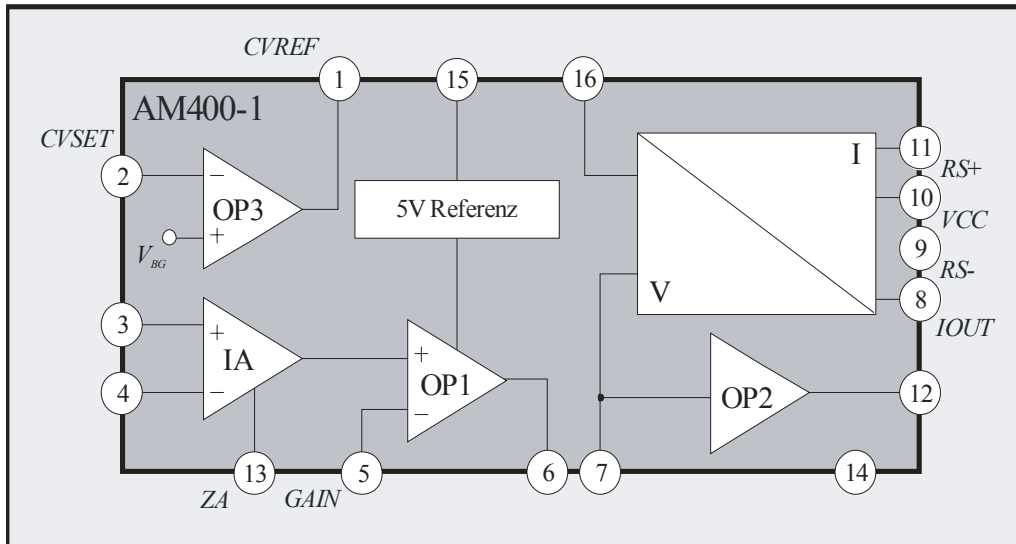 CVREF
1
15
16
AM400-1
CVSET
2
−
OP3
+
V_BG
5V Referenz
I
11
RS+
10
VCC
9
RS-
V
8
IOUT
3
+
IA
−
4
+
OP1
−
OP2
12
13
ZA
5
GAIN
6
7
14